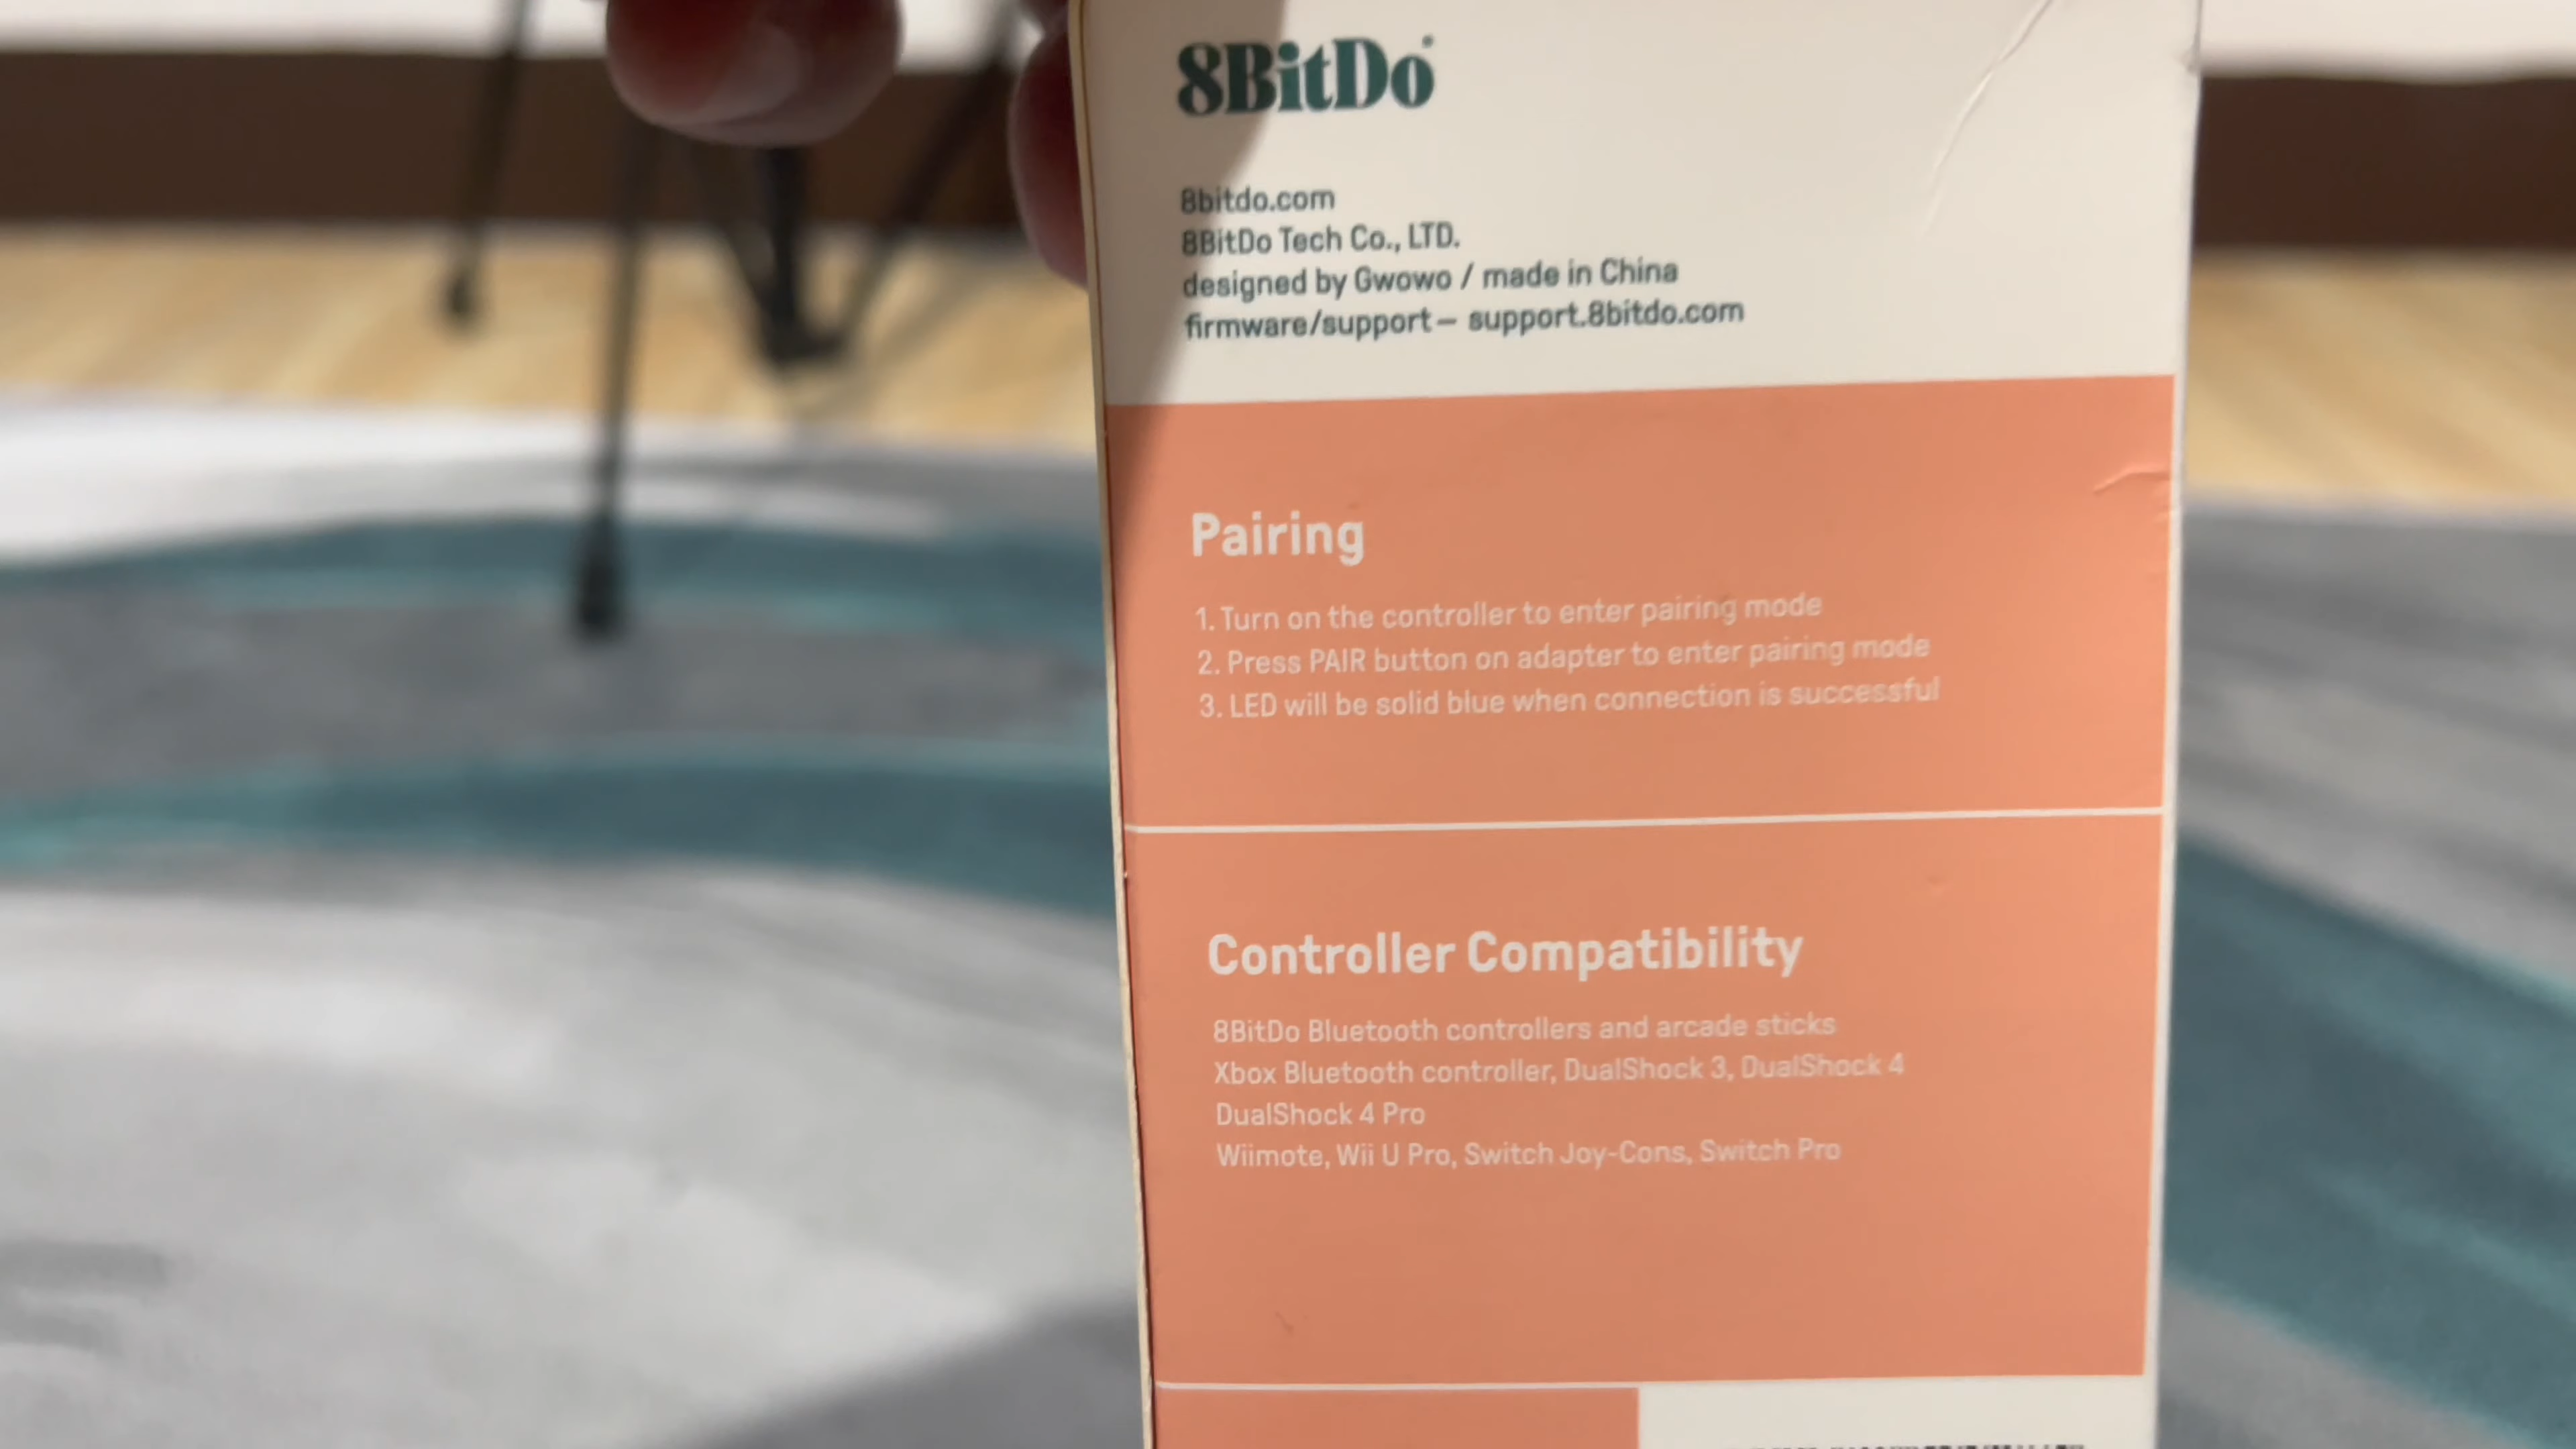 8BitDo
8bitdo.com
8BitDo Tech Co., LTD.
designed by Gwowo / made in China
firmware/support – support.8bitdo.com
Pairing
1. Turn on the controller to enter pairing mode
2. Press PAIR button on adapter to enter pairing mode
3. LED will be solid blue when connection is successful
Controller Compatibility
8BitDo Bluetooth controllers and arcade sticks
Xbox Bluetooth controller, DualShock 3, DualShock 4
DualShock 4 Pro
Wiimote, Wii U Pro, Switch Joy-Cons, Switch Pro